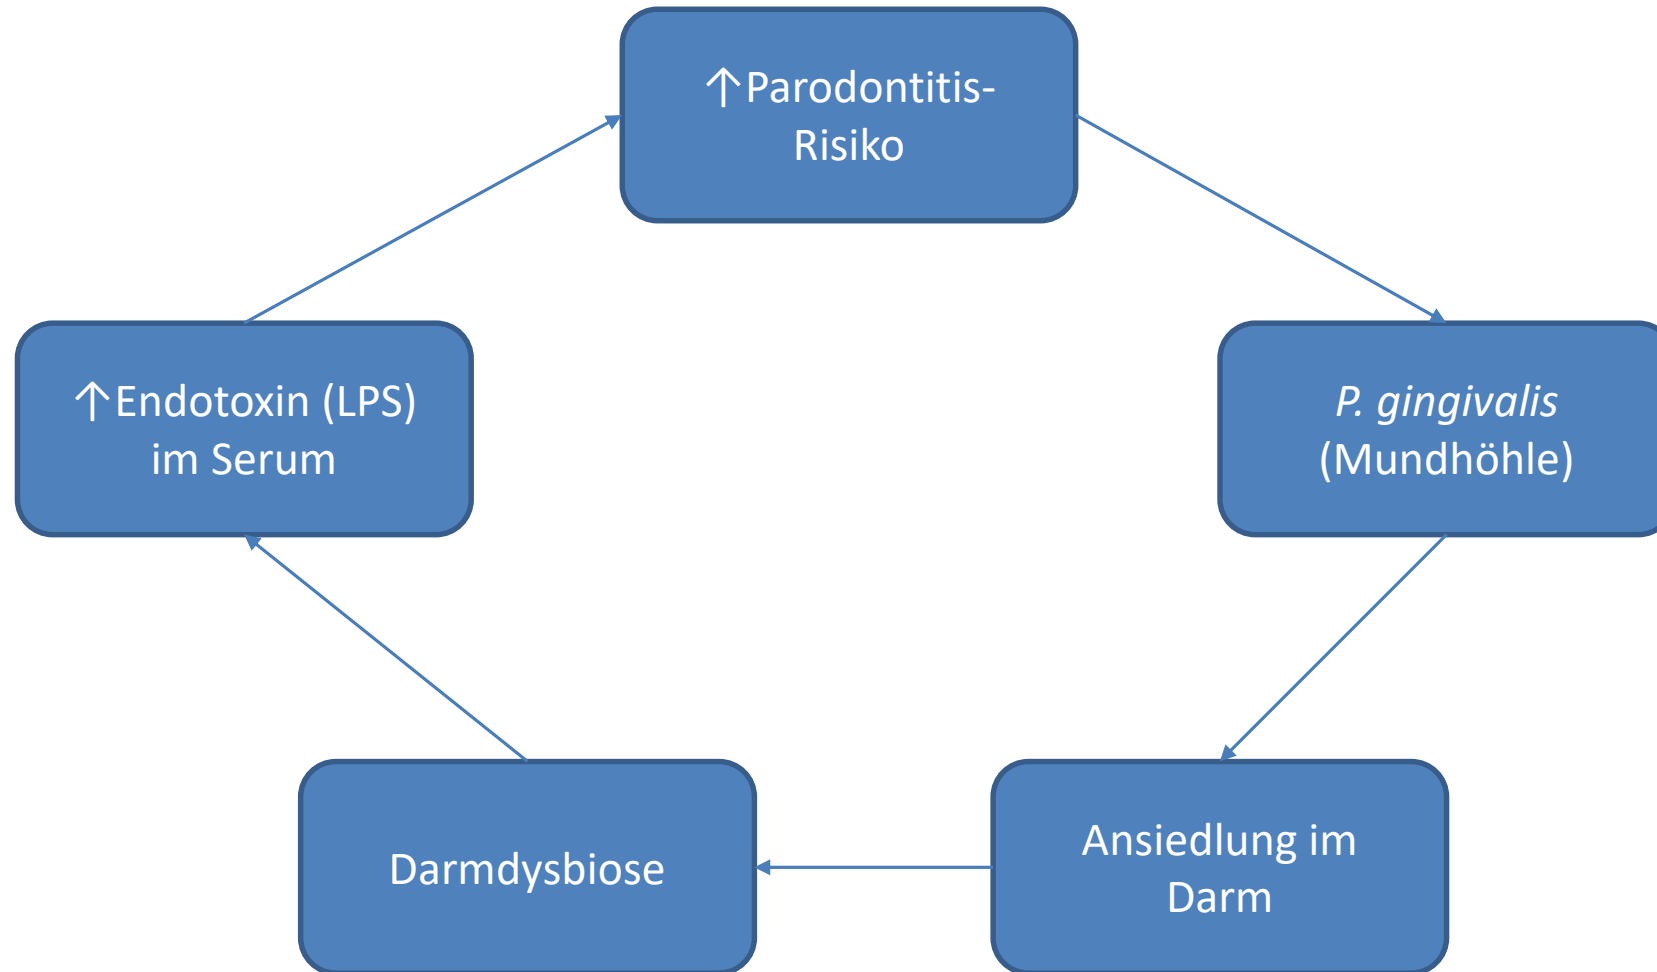 ↑Parodontitis-
Risiko
↑Endotoxin (LPS)
im Serum
P. gingivalis
(Mundhöhle)
Darmdysbiose
Ansiedlung im
Darm